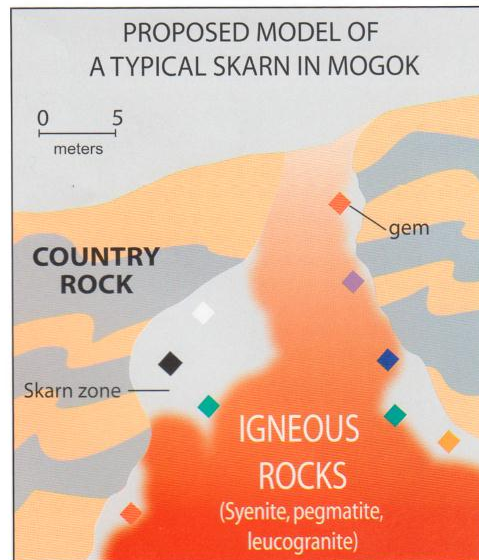 PROPOSED MODEL OF
A TYPICAL SKARN IN MOGOK
0 5
meters
gem
COUNTRY
ROCK
Skarn zone
IGNEOUS
ROCKS
(Syenite, pegmatite,
leucogranite)